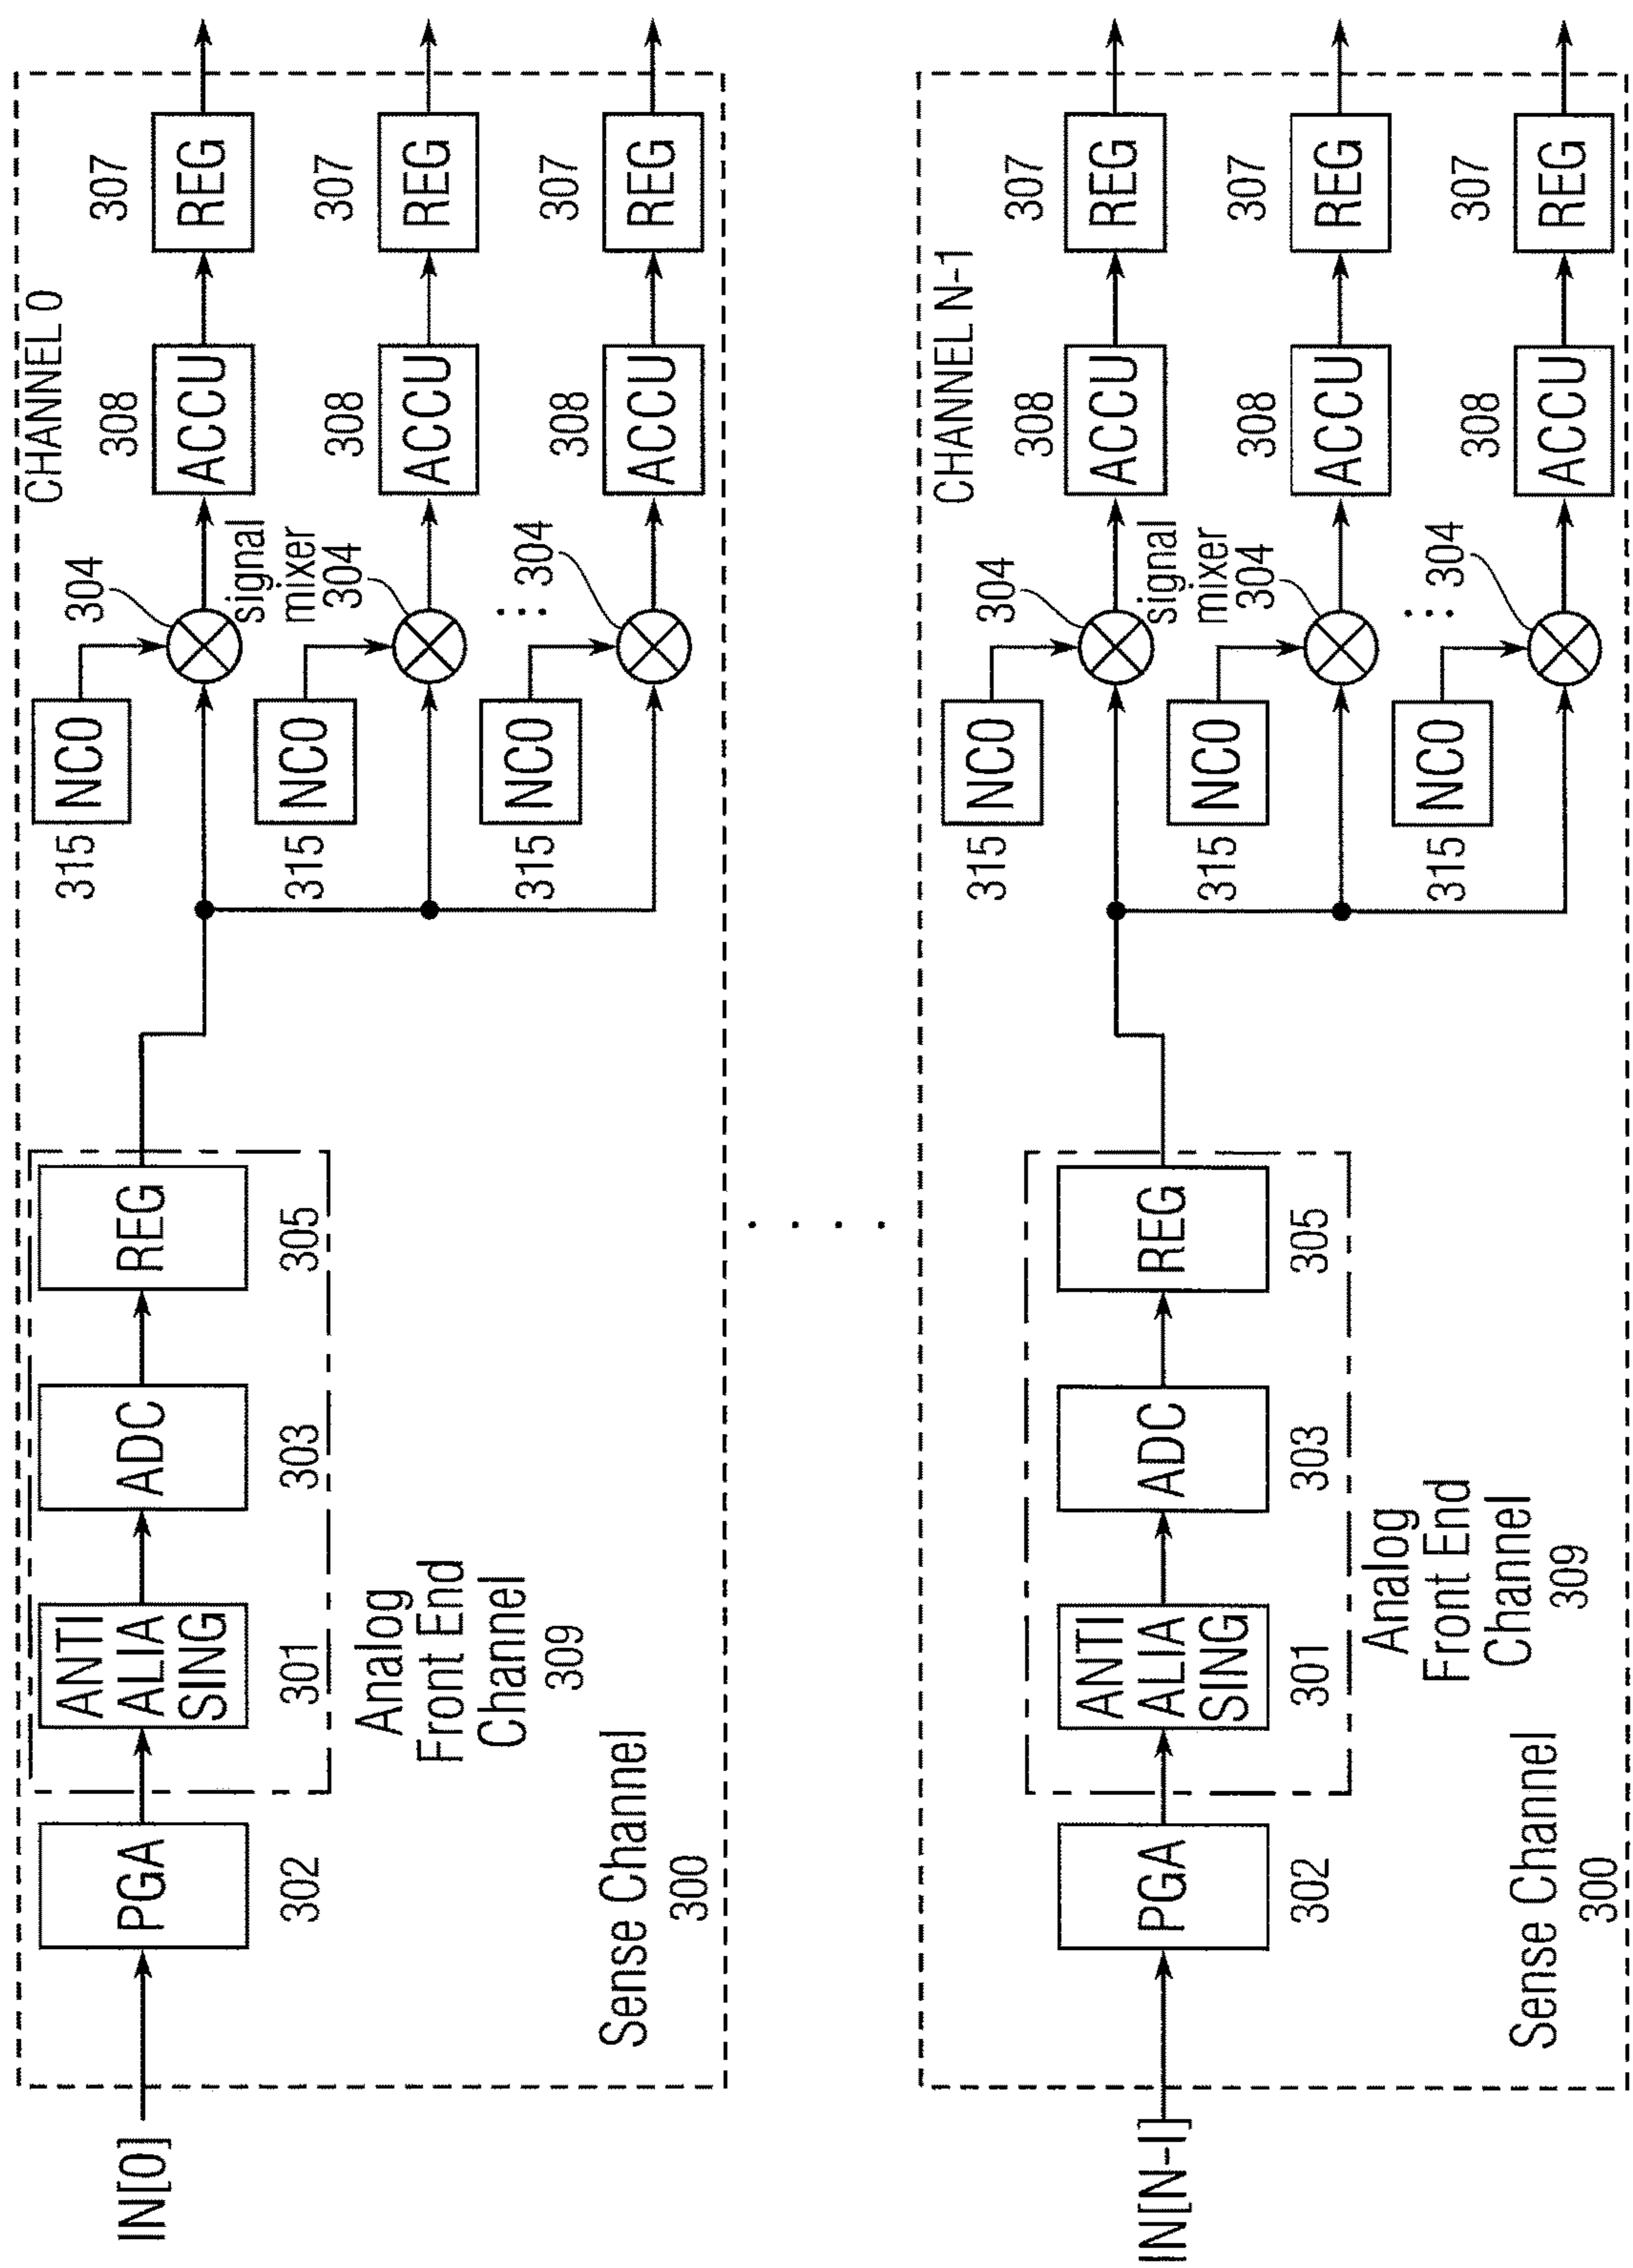 CHANNEL 0
IN[0]
PGA
302
ANTI
ALIA
SING
301
ADC
303
REG
305
Analog
Front End
Channel
309
Sense Channel
300
315
NCO
304
signal
mixer
308
ACCU
307
REG
315
NCO
304
308
ACCU
307
REG
315
NCO
304
308
ACCU
307
REG
CHANNEL N-1
IN[N-I]
PGA
302
ANTI
ALIA
SING
301
ADC
303
REG
305
Analog
Front End
Channel
309
Sense Channel
300
315
NCO
304
signal
mixer
308
ACCU
307
REG
315
NCO
304
308
ACCU
307
REG
315
NCO
304
308
ACCU
307
REG